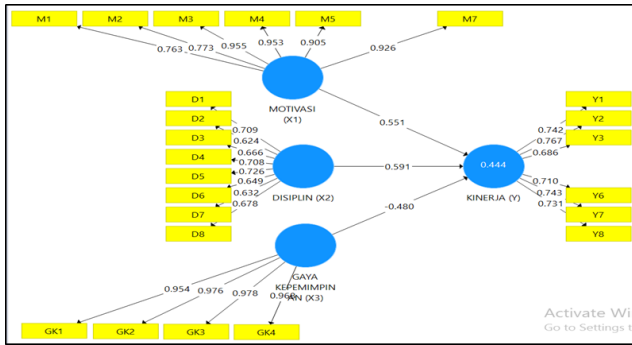 M1 M2 M3 M4 M5 M7
0.763 0.773 0.955 0.953 0.905 0.926
MOTIVASI
(X1)
0.551
D1
D2
D3
D4
D5
D6
D7
D8
0.709
0.624
0.666
0.708
0.726
0.649
0.632
0.678
DISIPLIN (X2)
0.591
GAYA
KEPEMIMPIN
AN (X3)
-0.480
0.954 0.976 0.978
GK1 GK2 GK3 GK4
0.444
KINERJA (Y)
0.742
0.767
0.686
0.710
0.743
0.731
Y1
Y2
Y3
Y6
Y7
Y8
Activate Wi
Go to Settings t